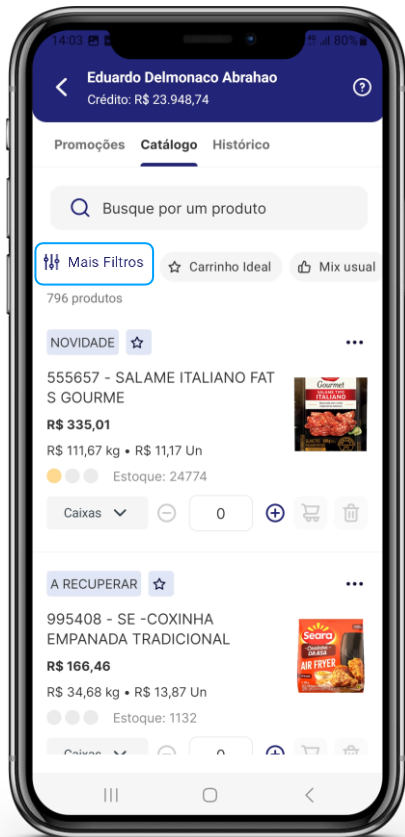 14:03
80%
Eduardo Delmonaco Abrahao
Crédito: R$ 23.948,74
Promoções Catálogo Histórico
Busque por um produto
Mais Filtros Carrinho Ideal Mix usual
796 produtos
NOVIDADE
555657 - SALAME ITALIANO FAT
S GOURME
R$ 335,01
R$ 111,67 kg • R$ 11,17 Un
Estoque: 24774
Caixas 0
Gourmet
SALAME TIPO
ITALIANO
A RECUPERAR
995408 - SE -COXINHA
EMPANADA TRADICIONAL
R$ 166,46
R$ 34,68 kg • R$ 13,87 Un
Estoque: 1132
Caixas 0
Seara
AIR FRYER